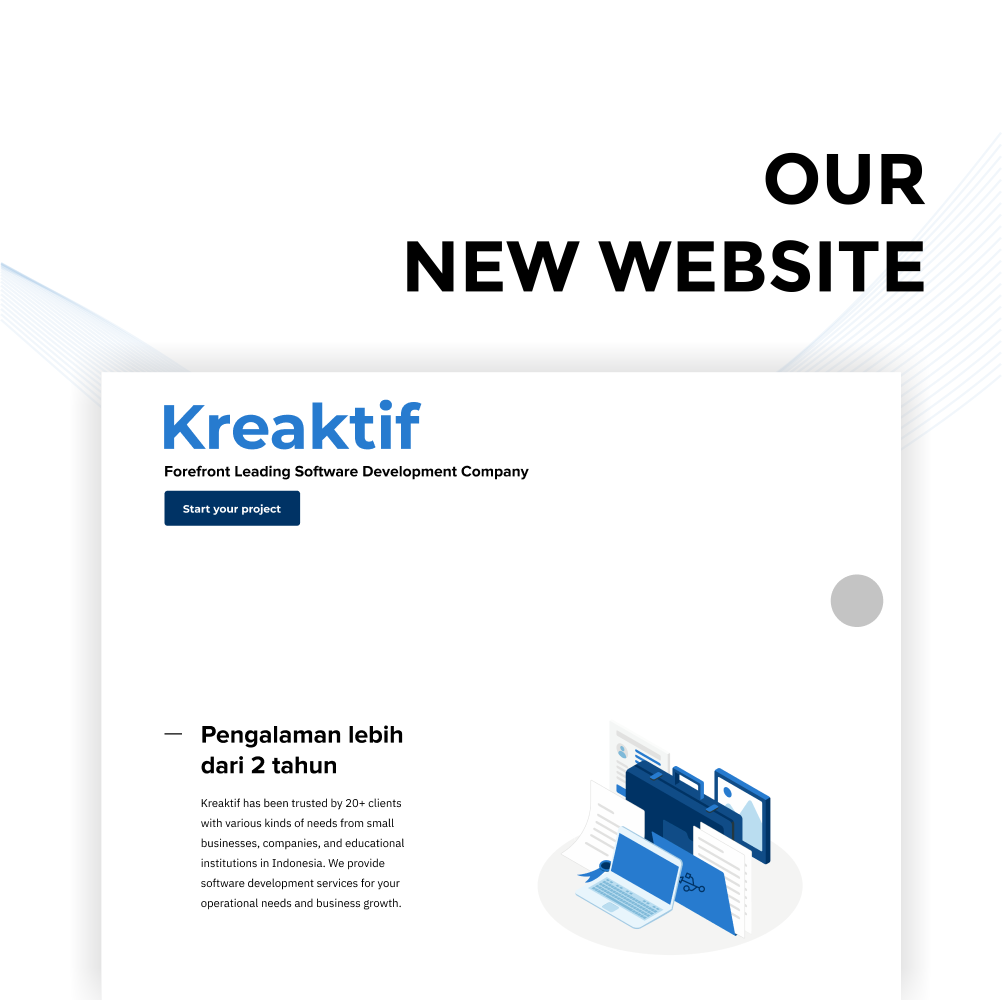 OUR
NEW WEBSITE
Kreaktif
Forefront Leading Software Development Company
Start your project
Pengalaman lebih
dari 2 tahun
Kreaktif has been trusted by 20+ clients
with various kinds of needs from small
businesses, companies, and educational
institutions in Indonesia. We provide
software development services for your
operational needs and business growth.